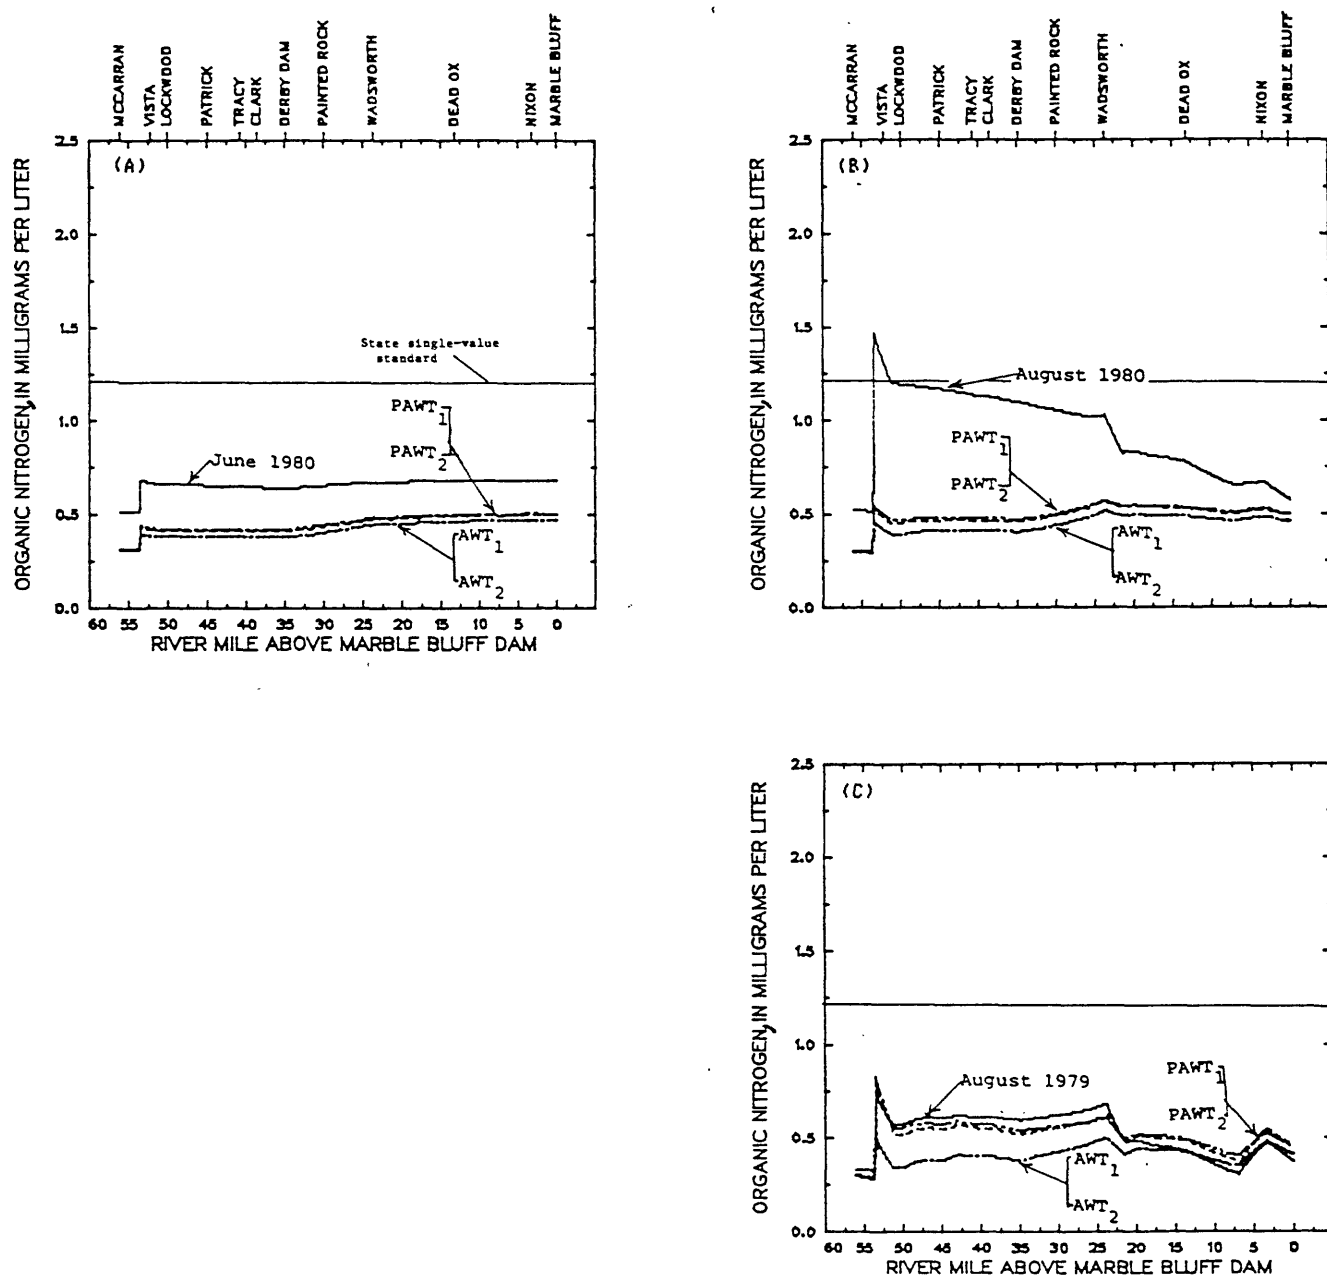 MCCARRAN
VISTA
LOCKWOOD
PATRICK
TRACY
CLARK
DERBY DAM
PAINTED ROCK
WADSWORTH
DEAD OX
NIXON
MARBLE BLUFF
ORGANIC NITROGEN, IN MILLIGRAMS PER LITER
2.5
2.0
1.5
1.0
0.5
0.0
(A)
State single-value
standard
PAWT1
PAWT2
June 1980
AWT1
AWT2
60 55 50 45 40 35 30 25 20 15 10 5 0
RIVER MILE ABOVE MARBLE BLUFF DAM
MCCARRAN
VISTA
LOCKWOOD
PATRICK
TRACY
CLARK
DERBY DAM
PAINTED ROCK
WADSWORTH
DEAD OX
NIXON
MARBLE BLUFF
ORGANIC NITROGEN, IN MILLIGRAMS PER LITER
2.5
2.0
1.5
1.0
0.5
0.0
(B)
August 1980
PAWT1
PAWT2
AWT1
AWT2
ORGANIC NITROGEN, IN MILLIGRAMS PER LITER
2.5
2.0
1.5
1.0
0.5
0.0
(C)
August 1979
PAWT1
PAWT2
AWT1
AWT2
60 55 50 45 40 35 30 25 20 15 10 5 0
RIVER MILE ABOVE MARBLE BLUFF DAM